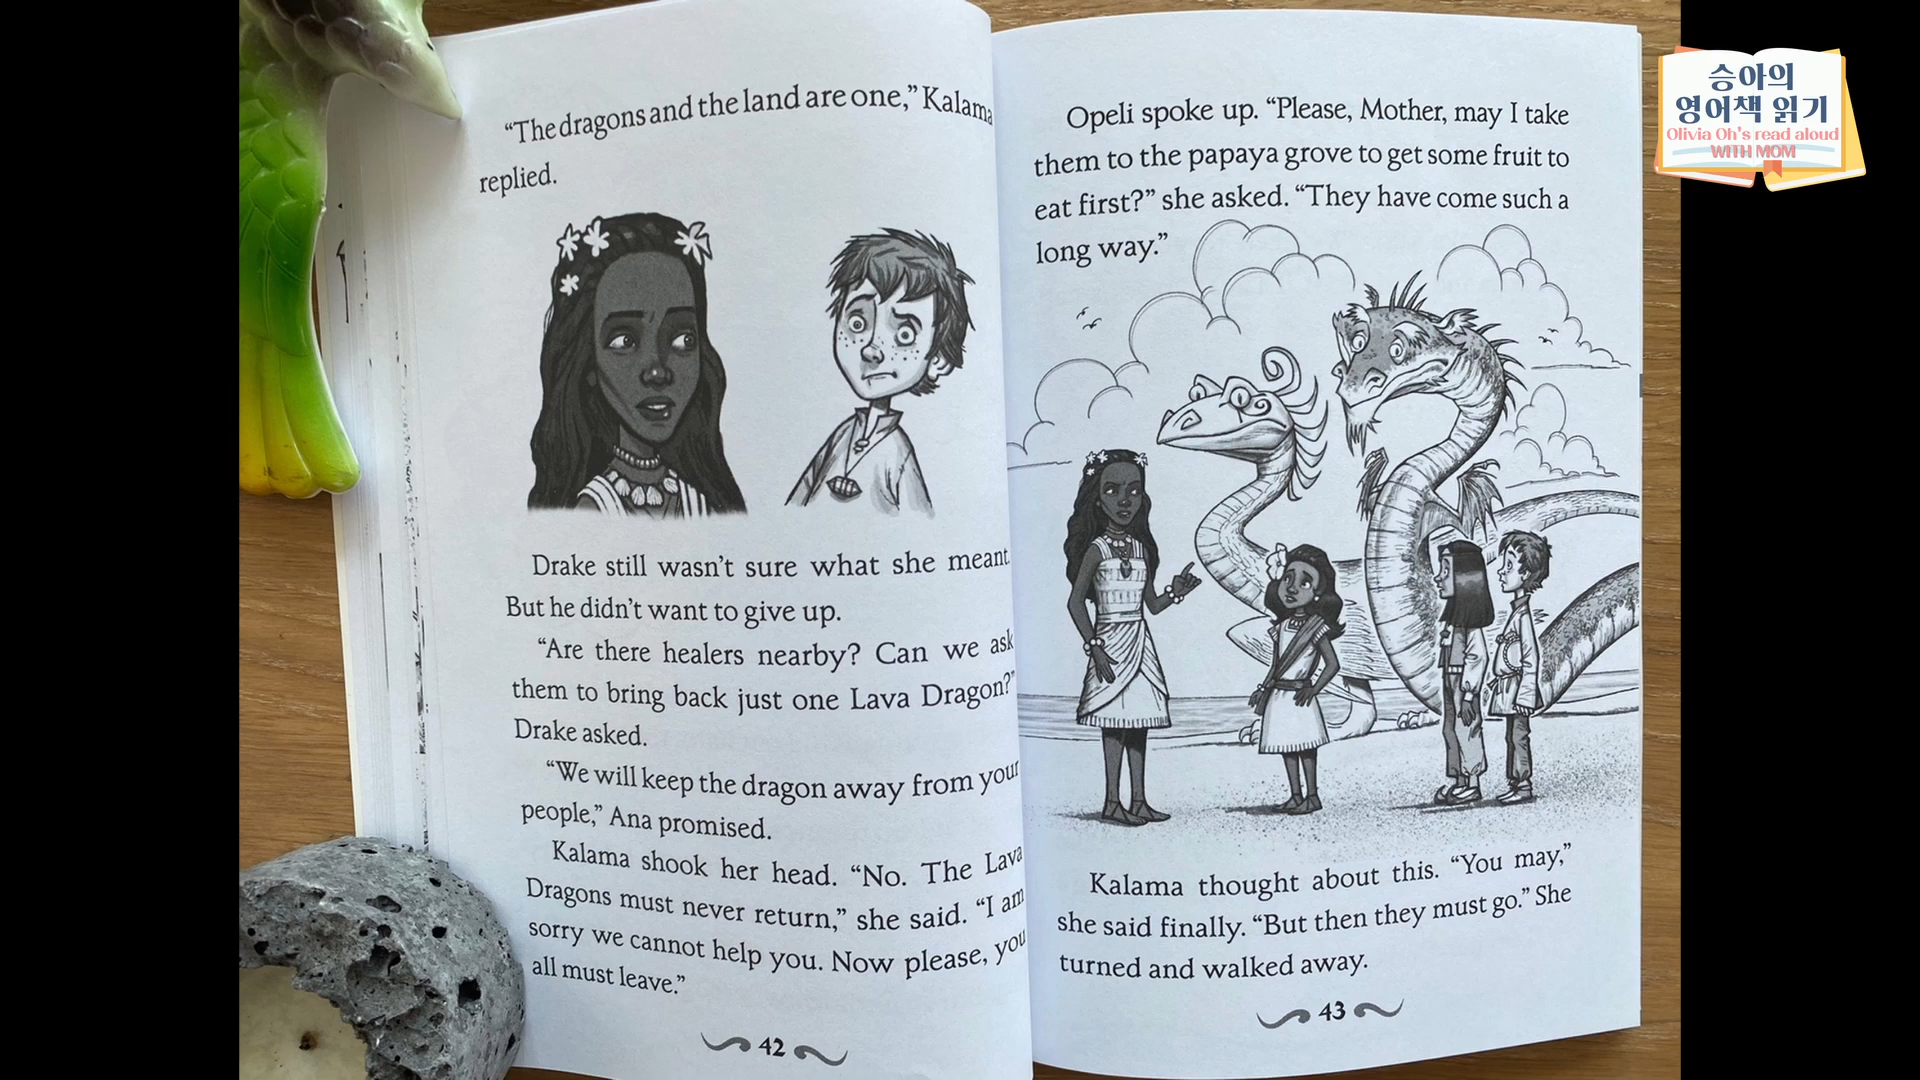 “The dragons and the land are one,” Kalama
replied.
Drake still wasn’t sure what she meant.
But he didn’t want to give up.
“Are there healers nearby? Can we ask
them to bring back just one Lava Dragon?”
Drake asked.
“We will keep the dragon away from your
people,” Ana promised.
Kalama shook her head. “No. The Lava
Dragons must never return,” she said. “I am
sorry we cannot help you. Now please, you
all must leave.”
42
Opeli spoke up. “Please, Mother, may I take
them to the papaya grove to get some fruit to
eat first?” she asked. “They have come such a
long way.”
Kalama thought about this. “You may,”
she said finally. “But then they must go.” She
turned and walked away.
43
승아의
영어책 읽기
Olivia Oh's read aloud
WITH MOM